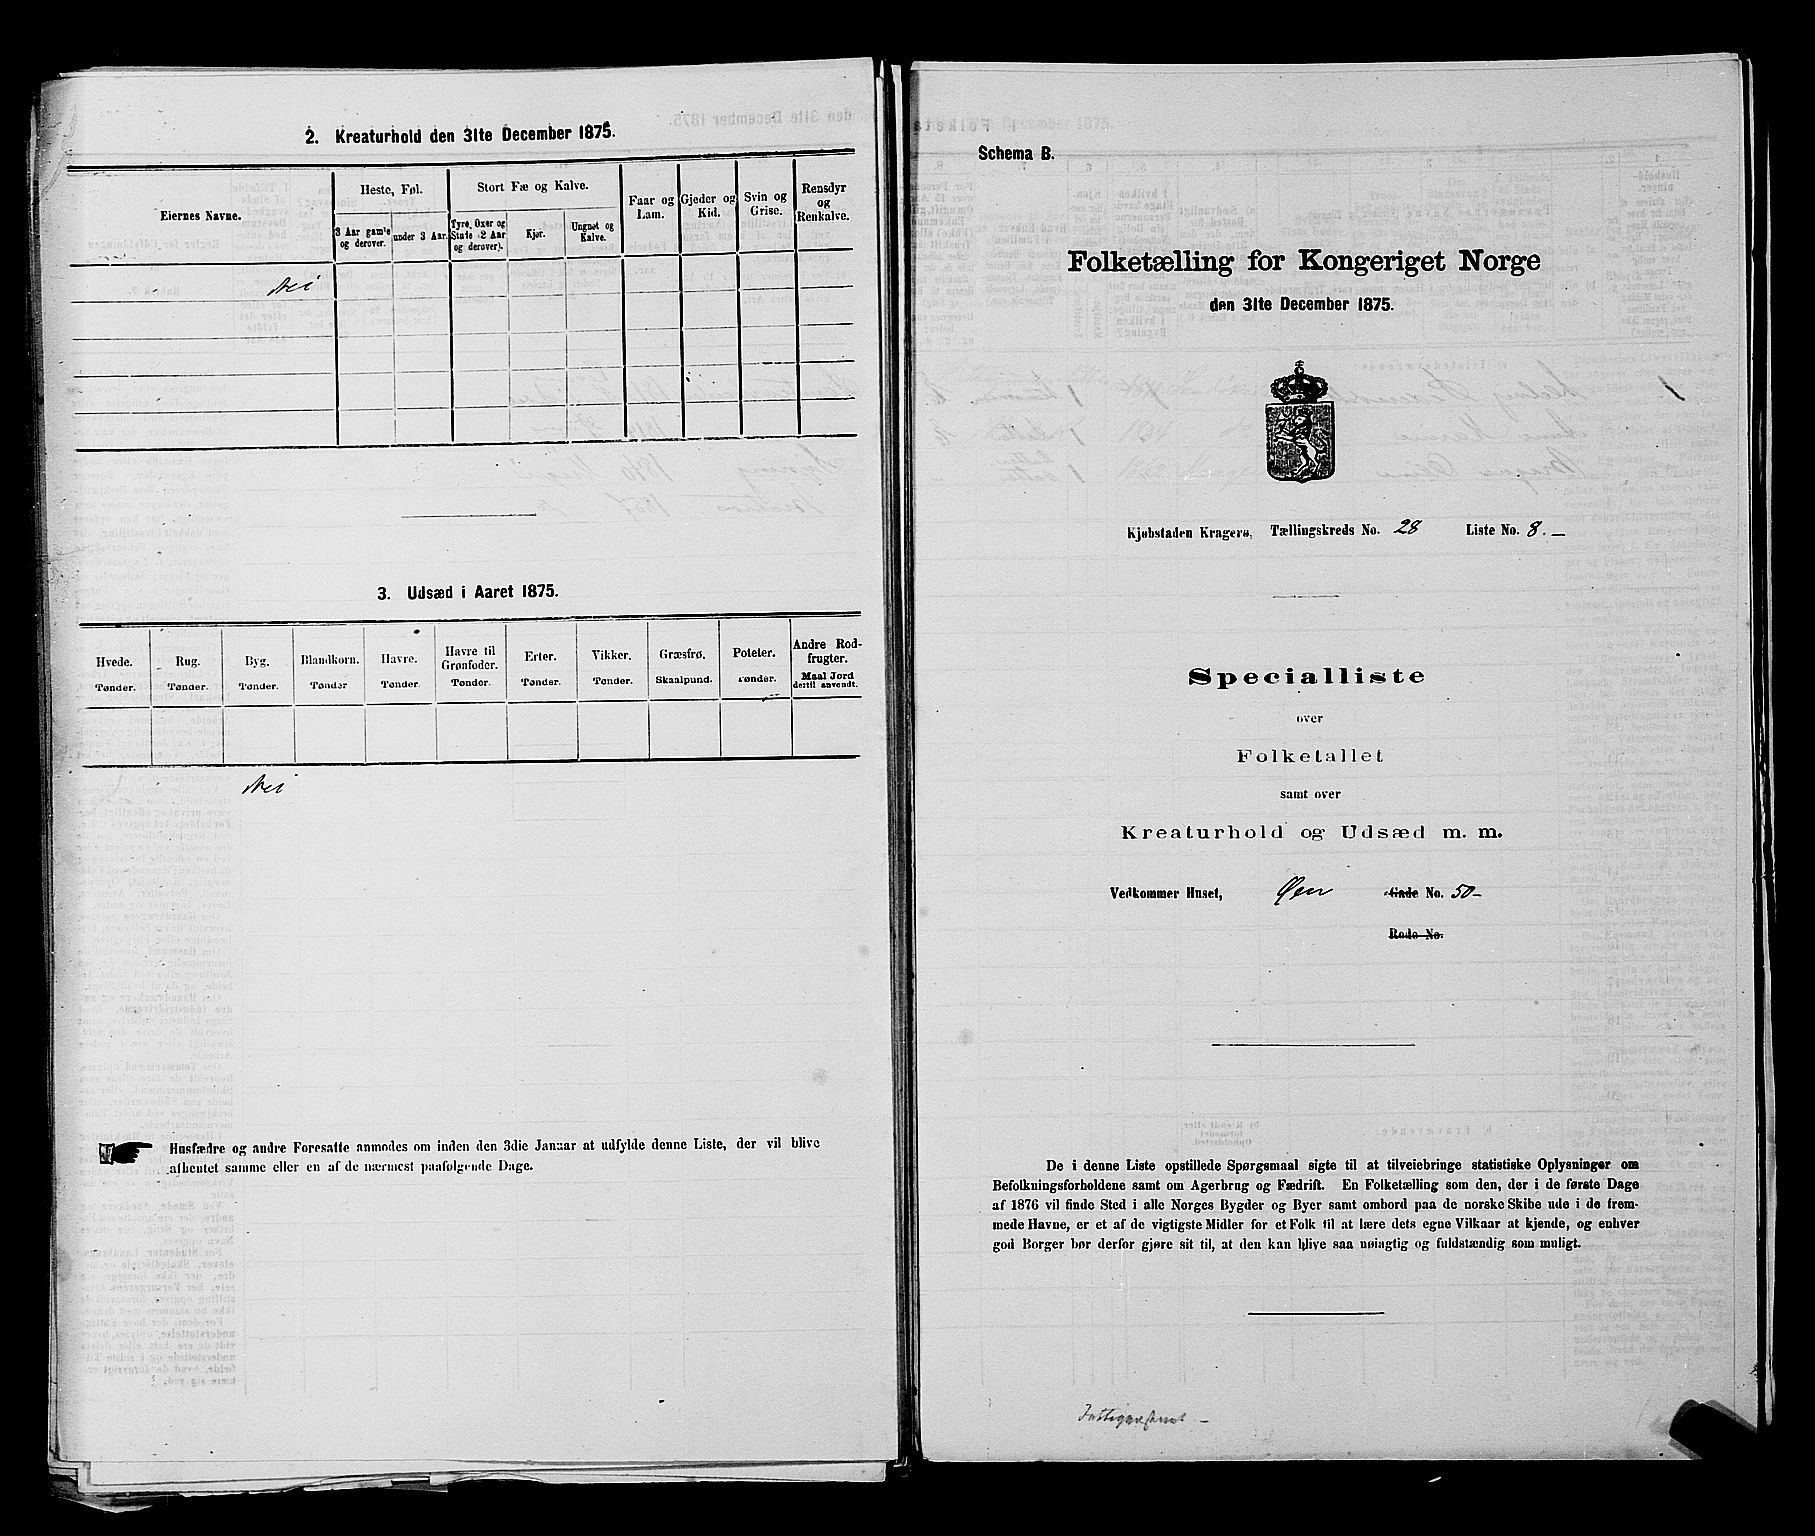 2. Kreaturhold den 31te December 1875.
Eiernes Navne.
Heste, Føl.
3 Aar gamle og derover.
under 3 Aar.
Stort Fæ og Kalve.
Tyre, Oxer og Stude (2 Aar og derover).
Kjør.
Ungnøt og Kalve.
Faar og Lam.
Gjeder og Kid.
Svin og Grise.
Rensdyr og Renkalve.
Nei
3. Udsæd i Aaret 1875.
Hvede. Rug. Byg. Blandkorn. Havre. Havre til Grønfoder. Erter. Vikker. Græsfrø. Poteter. Andre Rodfrugter.
Tønder. Tønder. Tønder. Tønder Tønder. Tønder. Tønder. Tønder. Skaalpund. Tønder. Maal Jord dertil anvendt.
Nei
Husfædre og andre Foresatte anmodes om inden den 3die Januar at udfylde denne Liste, der vil blive
afhentet samme eller en af de nærmest paafølgende Dage.
Schema B.
Folketælling for Kongeriget Norge
den 31te December 1875.
Kjøbstaden Kragerø, Tællingskreds No. 28 Liste No. 8. –
Specialliste
over
Folketallet
samt over
Kreaturhold og Udsæd m. m.
Vedkommer Huset, Øen Gade No. 50–
Rode No.
De i denne Liste opstillede Spørgsmaal sigte til at tilveiebringe statistiske Oplysninger om
Befolkningsforholdene samt om Agerbrug og Fædrift. En Folketælling som den, der i de første Dage
af 1876 vil finde Sted i alle Norges Bygder og Byer samt ombord paa de norske Skibe ude i de frem-
mede Havne, er et af de vigtigste Midler for et Folk til at lære dets egne Vilkaar at kjende, og enhver
god Borger bør derfor gjøre sit til, at den kan blive saa nøiagtig og fuldstændig som muligt.